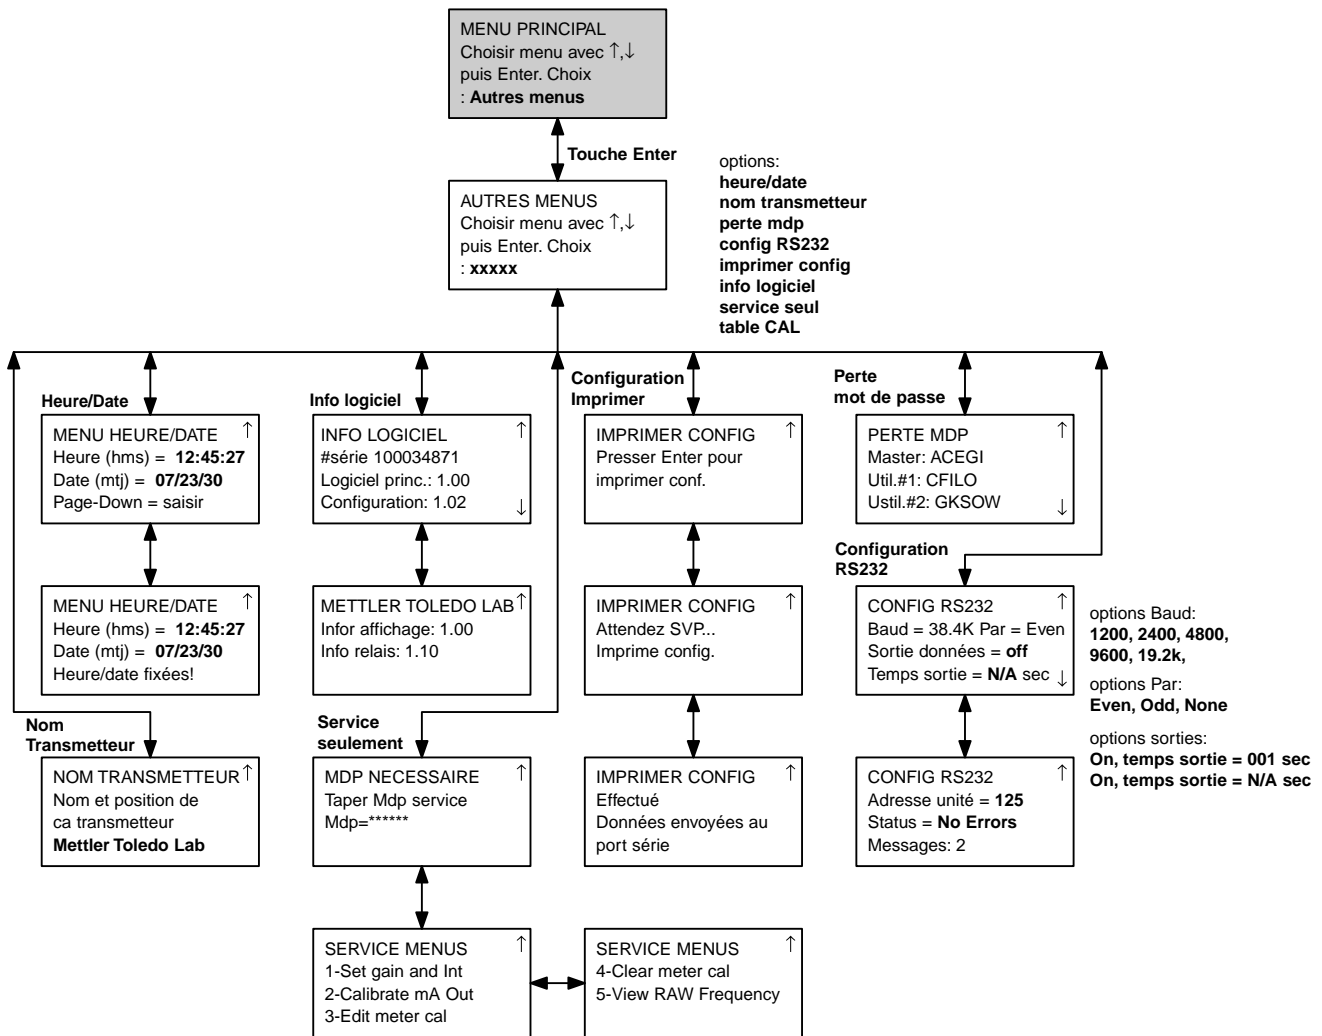 MENU PRINCIPAL
Choisir menu avec ↑,↓
puis Enter. Choix
: Autres menus
Touche Enter
AUTRES MENUS
Choisir menu avec ↑,↓
puis Enter. Choix
: xxxxx
options:
heure/date
nom transmetteur
perte mdp
config RS232
imprimer config
info logiciel
service seul
table CAL
Heure/Date
MENU HEURE/DATE ↑
Heure (hms) = 12:45:27
Date (mtj) = 07/23/30
Page-Down = saisir
MENU HEURE/DATE ↑
Heure (hms) = 12:45:27
Date (mtj) = 07/23/30
Heure/date fixées!
Nom
Transmetteur
NOM TRANSMETTEUR ↑
Nom et position de
ca transmetteur
Mettler Toledo Lab
Info logiciel
INFO LOGICIEL ↑
#série 100034871
Logiciel princ.: 1.00
Configuration: 1.02 ↓
METTLER TOLEDO LAB ↑
Infor affichage: 1.00
Info relais: 1.10
Service
seulement
MDP NECESSAIRE ↑
Taper Mdp service
Mdp=******
SERVICE MENUS ↑
1-Set gain and Int
2-Calibrate mA Out
3-Edit meter cal
SERVICE MENUS ↑
4-Clear meter cal
5-View RAW Frequency
Configuration
Imprimer
IMPRIMER CONFIG ↑
Presser Enter pour
imprimer conf.
IMPRIMER CONFIG ↑
Attendez SVP...
Imprime config.
IMPRIMER CONFIG ↑
Effectué
Données envoyées au
port série
Perte
mot de passe
PERTE MDP ↑
Master: ACEGI
Util.#1: CFILO
Ustil.#2: GKSOW ↓
Configuration
RS232
CONFIG RS232 ↑
Baud = 38.4K Par = Even
Sortie données = off
Temps sortie = N/A sec ↓
CONFIG RS232 ↑
Adresse unité = 125
Status = No Errors
Messages: 2
options Baud:
1200, 2400, 4800,
9600, 19.2k,
options Par:
Even, Odd, None
options sorties:
On, temps sortie = 001 sec
On, temps sortie = N/A sec